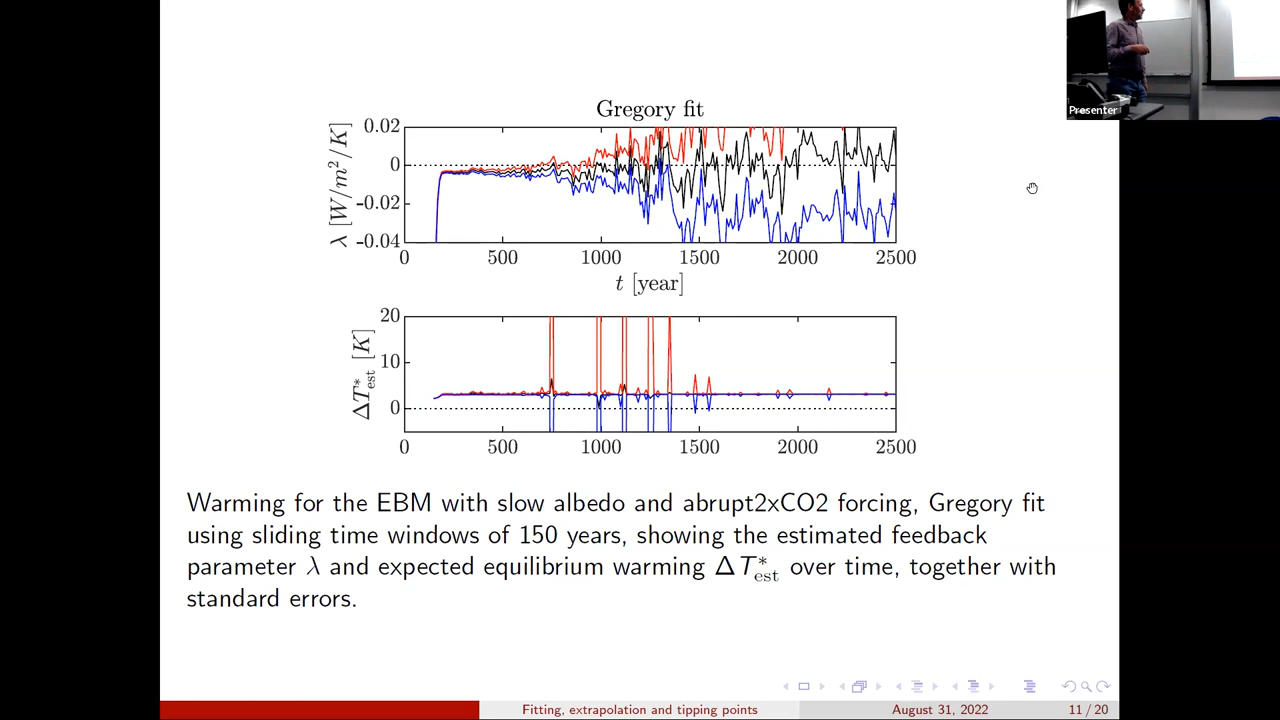 Presenter
Gregory fit
0.02
0
-0.02
-0.04
λ [W/m²/K]
0 500 1000 1500 2000 2500
t [year]
20
10
0
ΔT*est [K]
0 500 1000 1500 2000 2500
Warming for the EBM with slow albedo and abrupt2xCO2 forcing, Gregory fit
using sliding time windows of 150 years, showing the estimated feedback
parameter λ and expected equilibrium warming ΔT*est over time, together with
standard errors.
Fitting, extrapolation and tipping points August 31, 2022 11 / 20